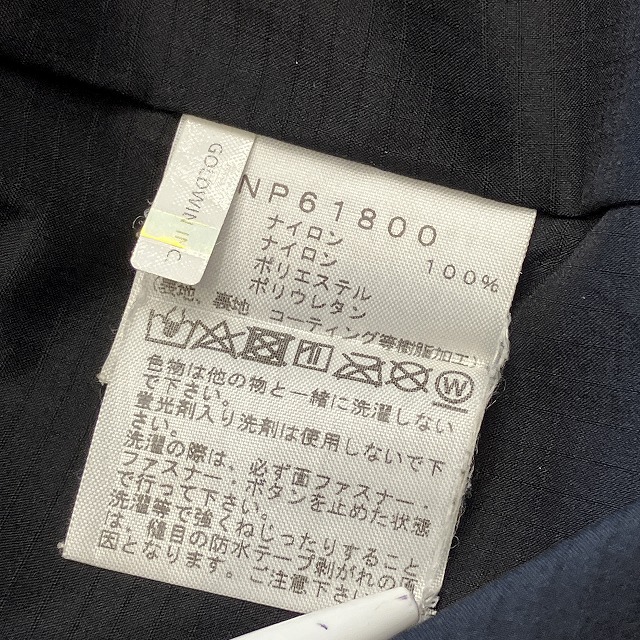 GOLDWIN INC.
NP61800
ナイロン 100%
ナイロン
ポリエステル
ポリウレタン
(表地、裏地 コーティング等樹脂加工)
W
色物は他の物と一緒に洗濯しない
で下さい。
蛍光剤入り洗剤は使用しないで下
さい。
洗濯の際は、必ず面ファスナー・
ファスナー・ボタンを止めた状態
で行って下さい。
洗濯等で強くねじったりすること
は、縫目の防水テープ剥がれの原
因となります。ご注意下さい。